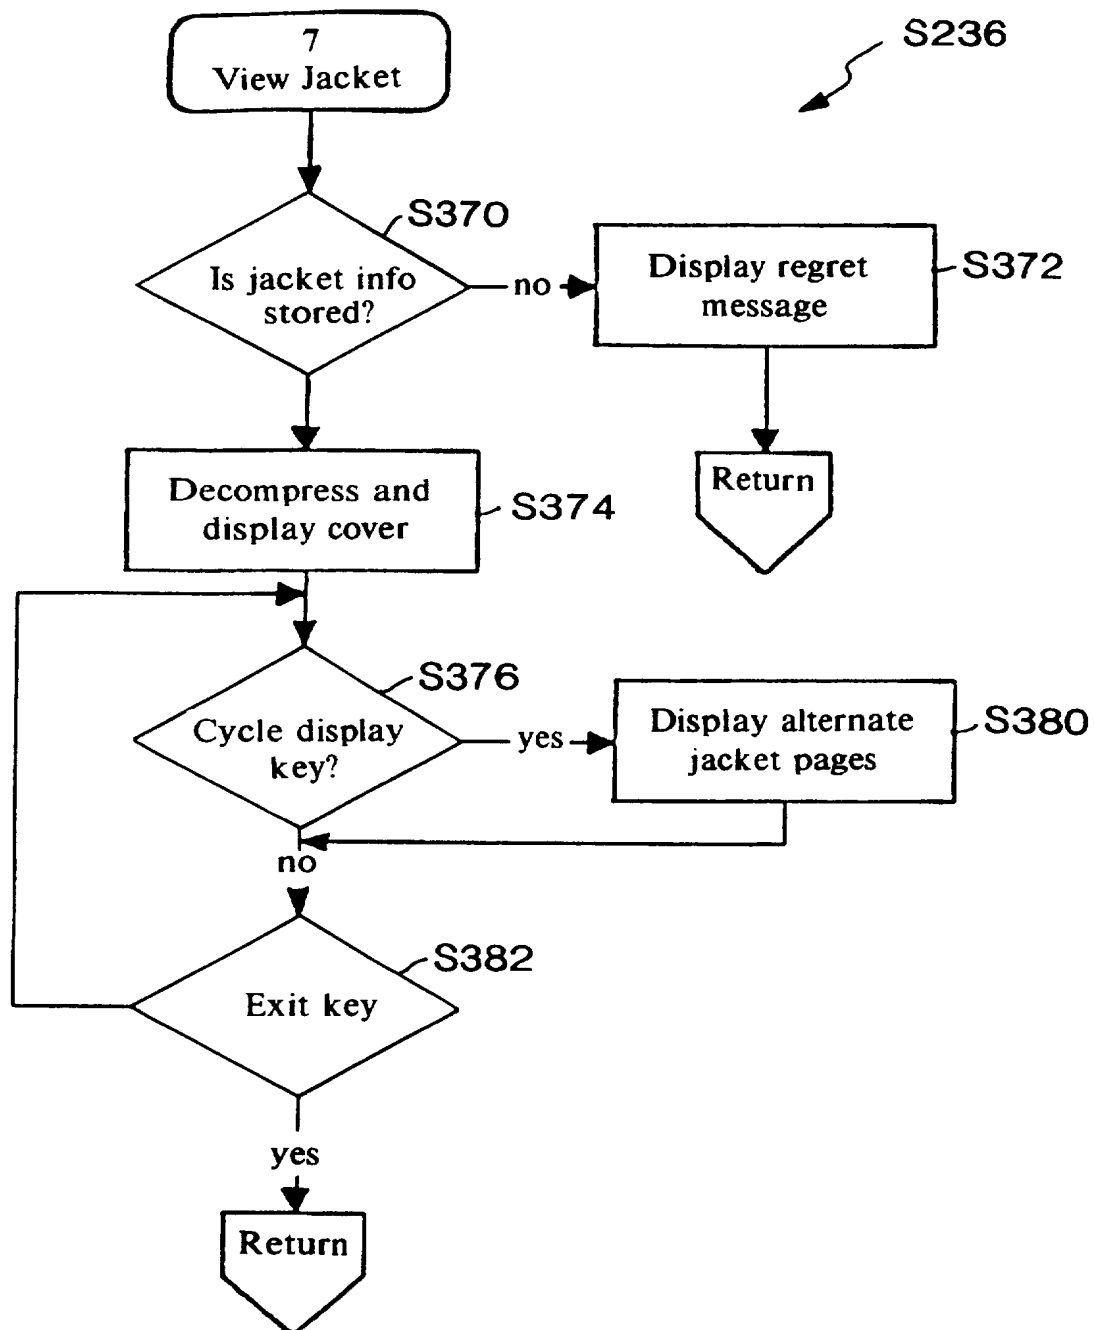 7
View Jacket
S236
S370
Is jacket info
stored?
no
Display regret
message
S372
Return
Decompress and
display cover
S374
S376
Cycle display
key?
yes
Display alternate
jacket pages
S380
no
S382
Exit key
yes
Return